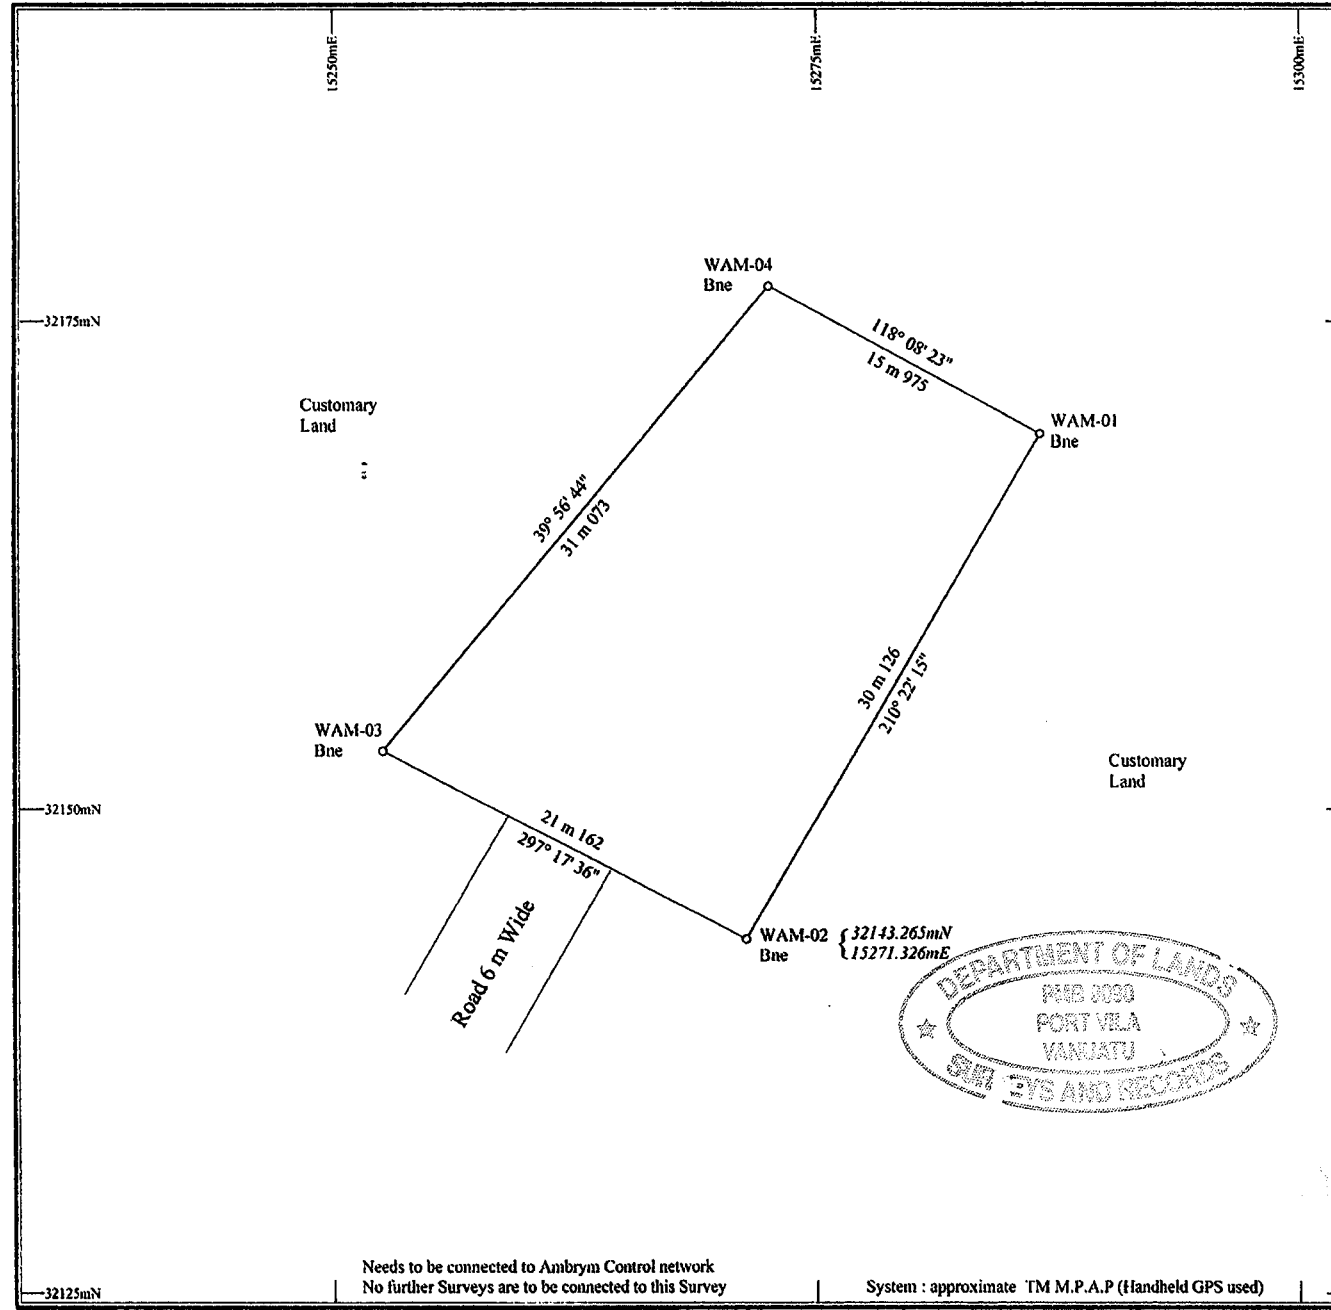 15250mE
15275mE
15300mE
WAM-04
Bne
32175mN
118° 08' 23"
15 m 975
Customary
Land
WAM-01
Bne
39° 56' 44"
31 m 073
30 m 126
210° 22' 15"
WAM-03
Bne
Customary
Land
32150mN
21 m 162
297° 17' 36"
Road 6 m Wide
WAM-02
Bne
32143.265mN
15271.326mE
DEPARTMENT OF LANDS
PMB
PORT VILA
VANUATU
AND RECORDS
Needs to be connected to Ambrym Control network
No further Surveys are to be connected to this Survey
System : approximate TM M.P.A.P (Handheld GPS used)
32125mN